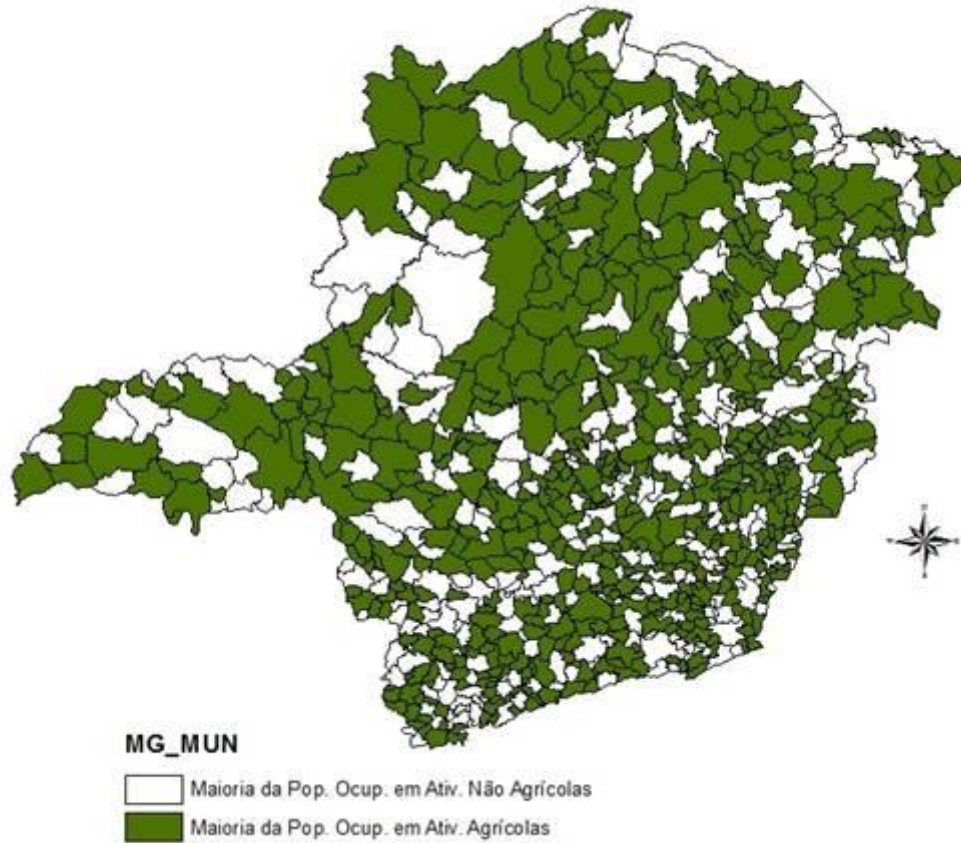 MG_MUN
Maioria da Pop. Ocup. em Ativ. Não Agrícolas
Maioria da Pop. Ocup. em Ativ. Agrícolas